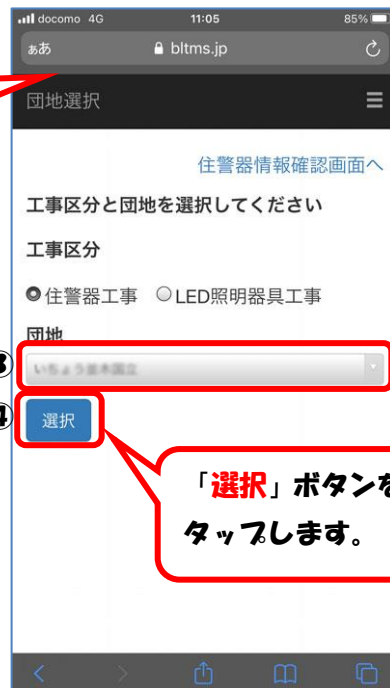 docomo 4G 11:05 85%
ぁあ bltms.jp
団地選択
住警器情報確認画面へ
工事区分と団地を選択してください
工事区分
住警器工事 LED照明器具工事
団地
いちょう並木国立
選択
「選択」ボタンを
タップします。